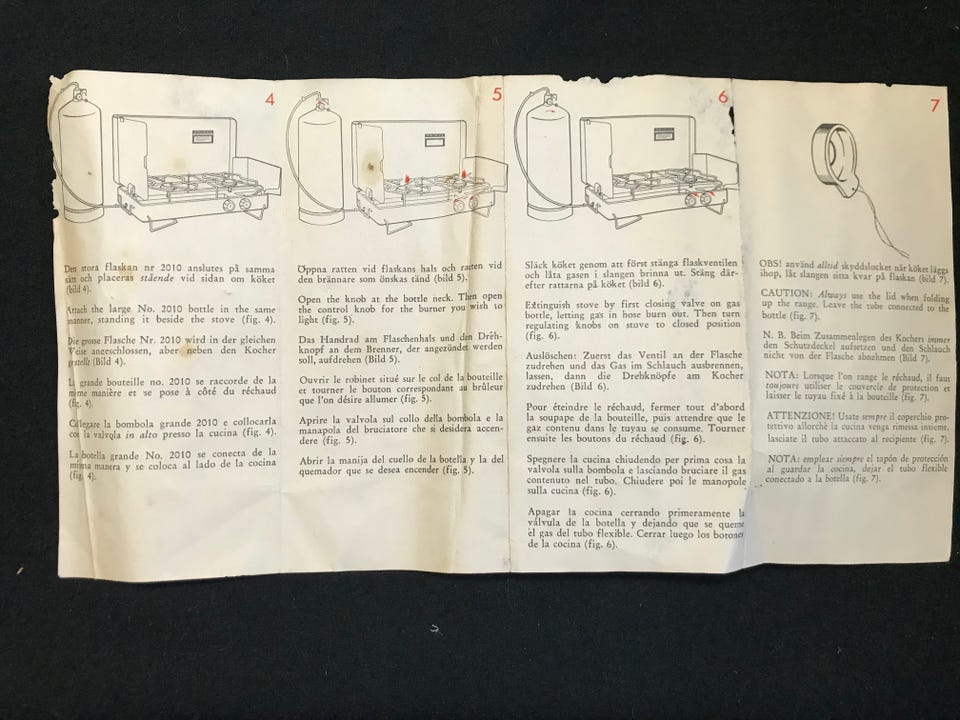 4
Den stora flaskan nr 2010 anslutes på samma
sätt och placeras stående vid sidan om köket
(bild 4).
Attach the large No. 2010 bottle in the same
manner, standing it beside the stove (fig. 4).
Die grosse Flasche Nr. 2010 wird in der gleichen
Weise angeschlossen, aber neben den Kocher
gestellt (Bild 4).
La grande bouteille no. 2010 se raccorde de la
même manière et se pose à côté du réchaud
(fig. 4).
Collegare la bombola grande 2010 e collocarla
con la valvola in alto presso la cucina (fig. 4).
La botella grande No. 2010 se conecta de la
misma manera y se coloca al lado de la cocina
(fig. 4).
5
Öppna ratten vid flaskans hals och ratten vid
den brännare som önskas tänd (bild 5).
Open the knob at the bottle neck. Then open
the control knob for the burner you wish to
light (fig. 5).
Das Handrad am Flaschenhals und den Dreh-
knopf an dem Brenner, der angezündet werden
soll, aufdrehen (Bild 5).
Ouvrir le robinet situé sur le col de la bouteille
et tourner le bouton correspondant au brûleur
que l'on désire allumer (fig. 5).
Aprire la valvola sul collo della bombola e la
manapola del bruciatore che si desidera accen-
dere (fig. 5).
Abrir la manija del cuello de la botella y la del
quemador que se desea encender (fig. 5).
6
Släck köket genom att först stänga flaskventilen
och låta gasen i slangen brinna ut. Stäng där-
efter rattarna på köket (bild 6).
Extinguish stove by first closing valve on gas
bottle, letting gas in hose burn out. Then turn
regulating knobs on stove to closed position
(fig. 6).
Auslöschen: Zuerst das Ventil an der Flasche
zudrehen und das Gas im Schlauch ausbrennen,
lassen, dann die Drehknöpfe am Kocher
zudrehen (Bild 6).
Pour éteindre le réchaud, fermer tout d'abord
la soupape de la bouteille, puis attendre que le
gaz contenu dans le tuyau se consume. Tourner
ensuite les boutons du réchaud (fig. 6).
Spegnere la cucina chiudendo per prima cosa la
valvola sulla bombola e lasciando bruciare il gas
contenuto nel tubo. Chiudere poi le manopole
sulla cucina (fig. 6).
Apagar la cocina cerrando primeramente la
válvula de la botella y dejando que se queme
el gas del tubo flexible. Cerrar luego los botones
de la cocina (fig. 6).
7
OBS! använd alltid skyddslocket när köket läggs
ihop, låt slangen sitta kvar på flaskan (bild 7).
CAUTION: Always use the lid when folding
up the range. Leave the tube connected to the
bottle (fig. 7).
N. B. Beim Zusammenlegen des Kochers immer
den Schutzdeckel aufsetzen und den Schlauch
nicht von der Flasche abnehmen (Bild 7).
NOTA: Lorsque l'on range le réchaud, il faut
toujours utiliser le couvercle de protection et
laisser le tuyau fixé à la bouteille (fig. 7).
ATTENZIONE! Usate sempre il coperchio pro-
tettivo allorchè la cucina venga rimessa insieme,
lasciate il tubo attaccato al recipiente (fig. 7).
NOTA: emplear siempre el tapón de protección
al guardar la cocina, dejar el tubo flexible
conectado a la botella (fig. 7).